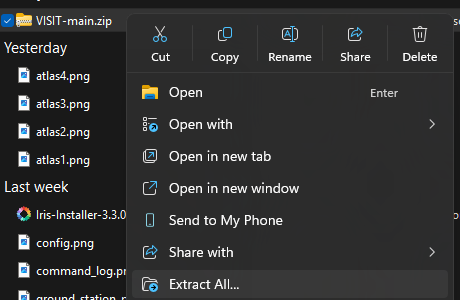 VISIT-main.zip
Yesterday
atlas4.png
atlas3.png
atlas2.png
atlas1.png
Last week
Iris-Installer-3.3.0
config.png
command_log.pn
Cut
Copy
Rename
Share
Delete
Open Enter
Open with
Open in new tab
Open in new window
Send to My Phone
Share with
Extract All...